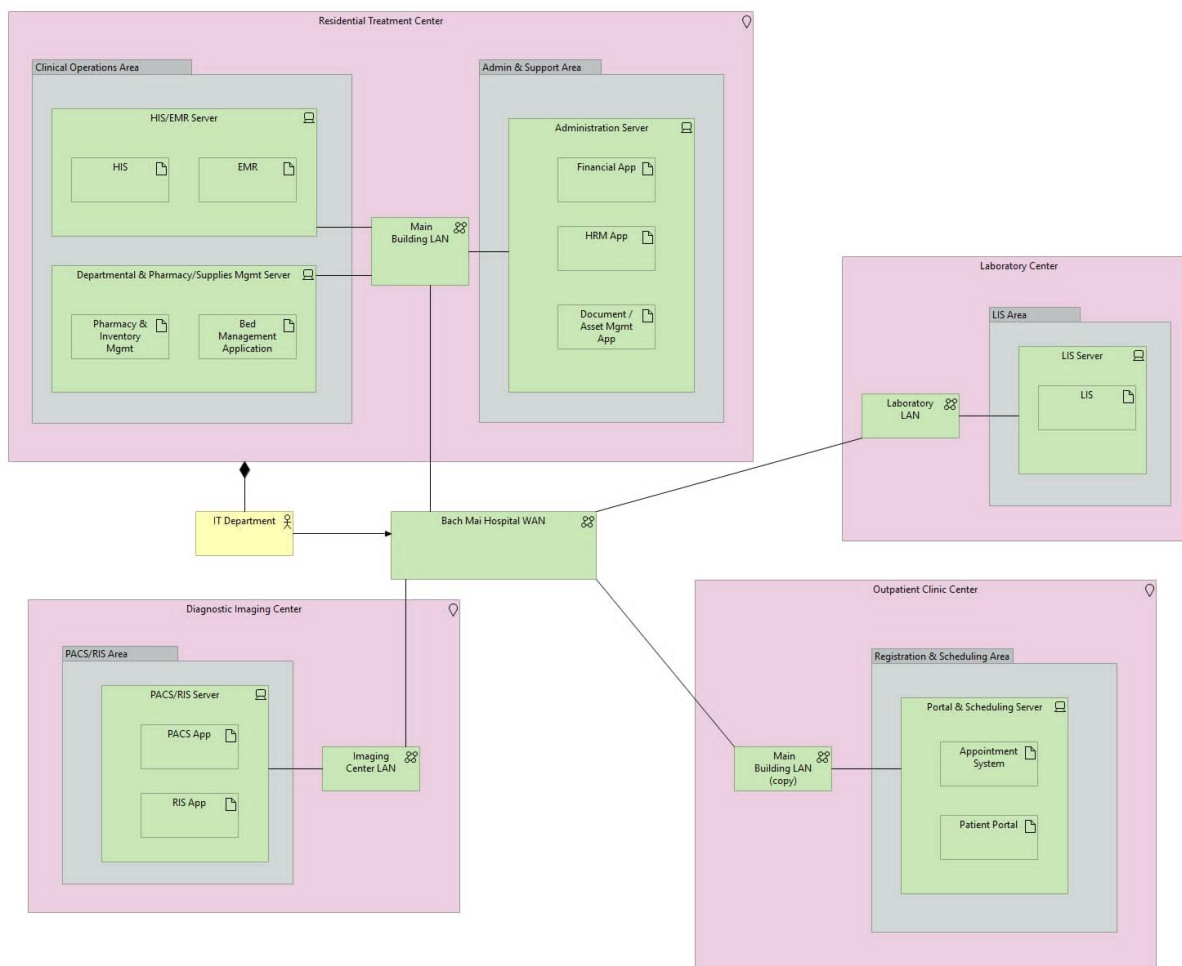 Residential Treatment Center
Clinical Operations Area
HIS/EMR Server
HIS
EMR
Departmental & Pharmacy/Supplies Mgmt Server
Pharmacy &
Inventory
Mgmt
Bed
Management
Application
Main
Building LAN
Admin & Support Area
Administration Server
Financial App
HRM App
Document /
Asset Mgmt
App
Laboratory Center
LIS Area
LIS Server
LIS
Laboratory
LAN
IT Department
Bach Mai Hospital WAN
Diagnostic Imaging Center
PACS/RIS Area
PACS/RIS Server
PACS App
RIS App
Imaging
Center LAN
Outpatient Clinic Center
Registration & Scheduling Area
Portal & Scheduling Server
Appointment
System
Patient Portal
Main
Building LAN
(copy)